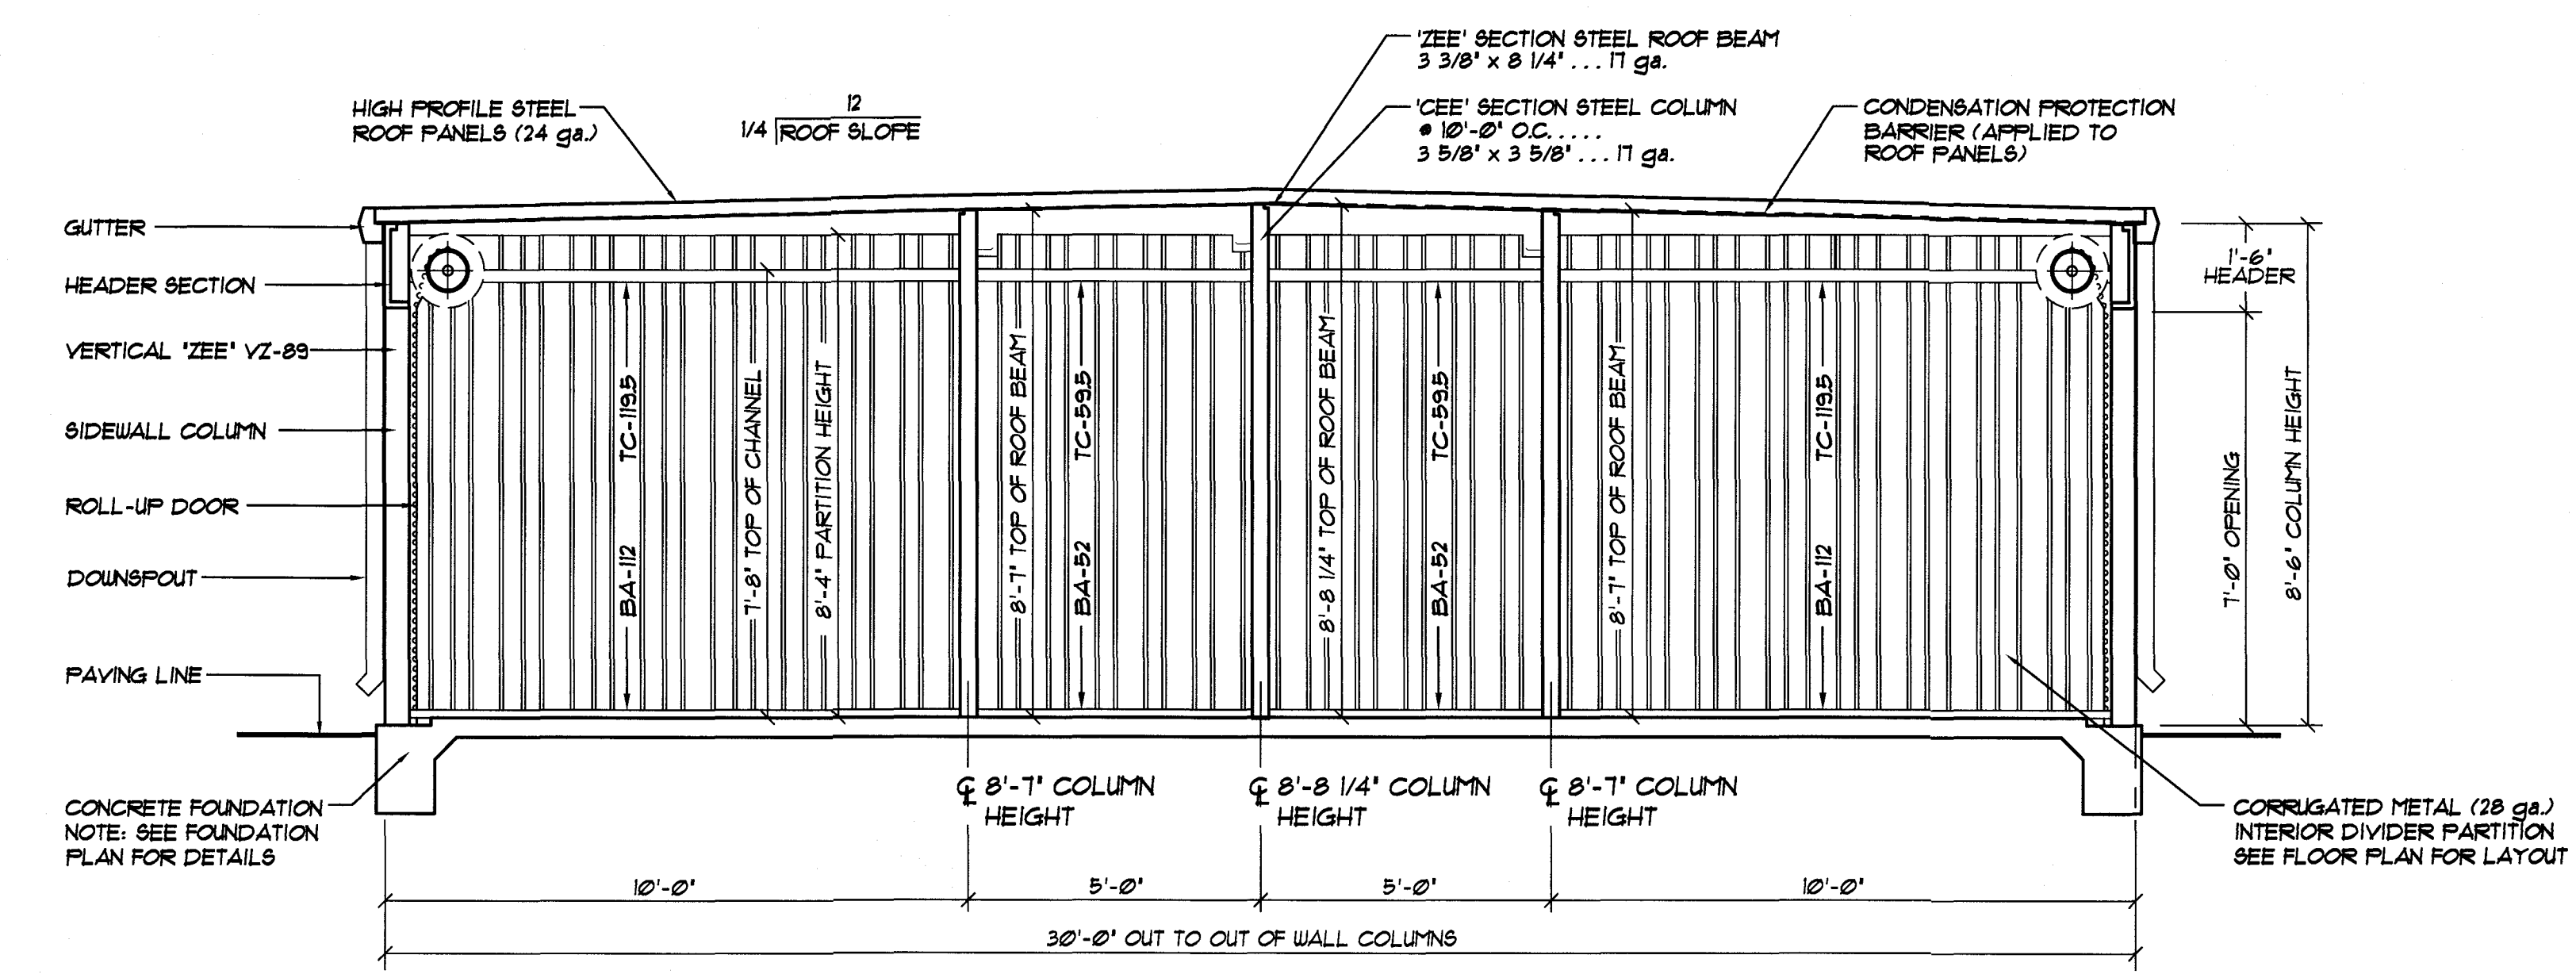 'ZEE' SECTION STEEL ROOF BEAM
3 3/8" x 8 1/4" . . . 17 ga.
HIGH PROFILE STEEL
ROOF PANELS (24 ga.)
12
1/4 ROOF SLOPE
'CEE' SECTION STEEL COLUMN
@ 10'-0" O.C. . . . .
3 5/8" x 3 5/8" . . . 17 ga.
CONDENSATION PROTECTION
BARRIER (APPLIED TO
ROOF PANELS)
GUTTER
HEADER SECTION
VERTICAL "ZEE" VZ-89
SIDEWALL COLUMN
ROLL-UP DOOR
DOWNSPOUT
PAVING LINE
CONCRETE FOUNDATION
NOTE: SEE FOUNDATION
PLAN FOR DETAILS
BA-112
TC-119.5
7'-8" TOP OF CHANNEL
8'-4" PARTITION HEIGHT
8'-7" TOP OF ROOF BEAM
BA-52
TC-59.5
8'-8 1/4" TOP OF ROOF BEAM
BA-52
TC-59.5
8'-7" TOP OF ROOF BEAM
BA-112
TC-119.5
1'-6"
HEADER
7'-0" OPENING
8'-6" COLUMN HEIGHT
℄ 8'-7" COLUMN
HEIGHT
℄ 8'-8 1/4" COLUMN
HEIGHT
℄ 8'-7" COLUMN
HEIGHT
CORRUGATED METAL (28 ga.)
INTERIOR DIVIDER PARTITION
SEE FLOOR PLAN FOR LAYOUT
10'-0"
5'-0"
5'-0"
10'-0"
30'-0" OUT TO OUT OF WALL COLUMNS